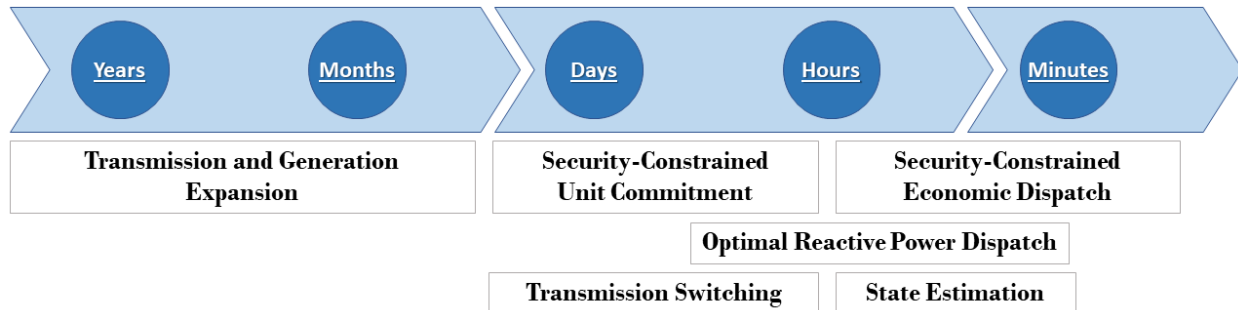 Years
Months
Days
Hours
Minutes
Transmission and Generation
Expansion
Security-Constrained
Unit Commitment
Security-Constrained
Economic Dispatch
Optimal Reactive Power Dispatch
Transmission Switching
State Estimation